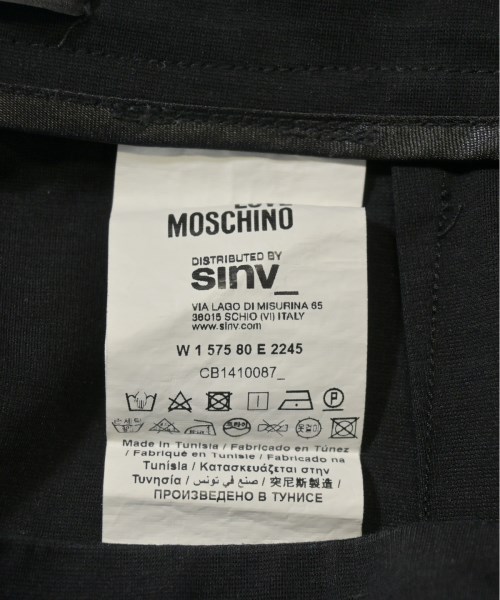 LOVE
MOSCHINO
DISTRIBUTED BY
sinv_
VIA LAGO DI MISURINA 65
36015 SCHIO (VI) ITALY
www.sinv.com
W 1 575 80 E 2245
CB1410087_
P
Made in Tunisia / Fabricado en Túnez
/ Fabriqué en Tunisie / Fabricado na
Tunísia / Κατασκευάζεται στην
Τυνησία / صنع في تونس / 突尼斯製造 /
ПРОИЗВЕДЕНО В ТУНИСЕ